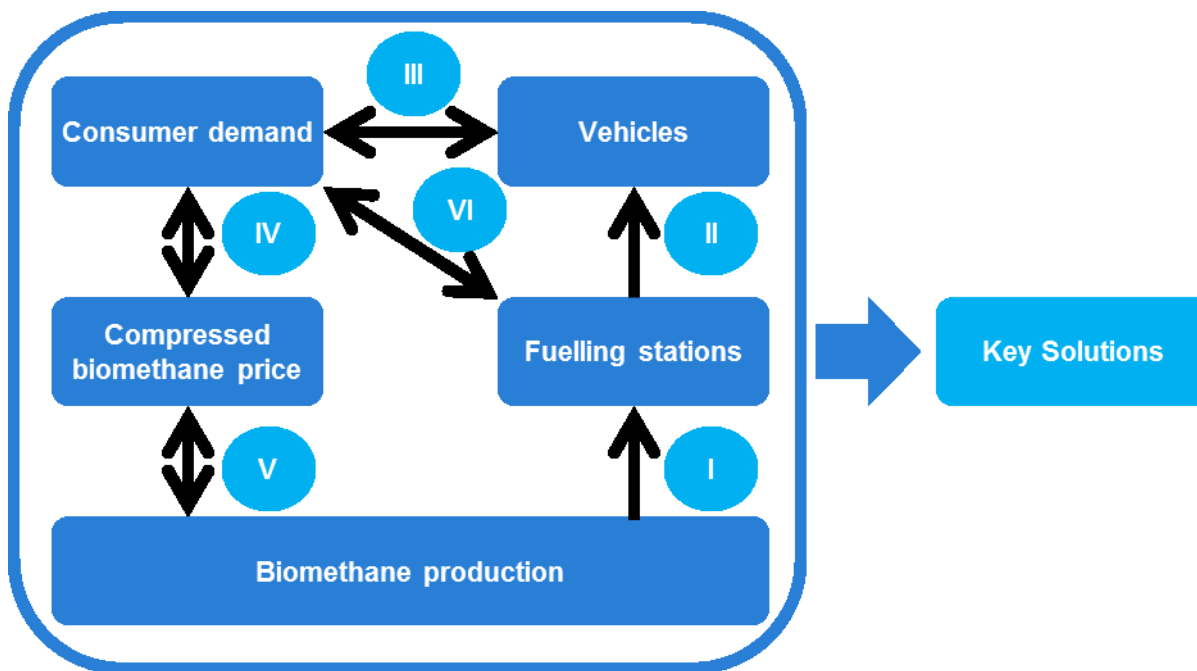 III
Consumer demand
Vehicles
VI
IV
II
Compressed
biomethane price
Fuelling stations
Key Solutions
V
I
Biomethane production